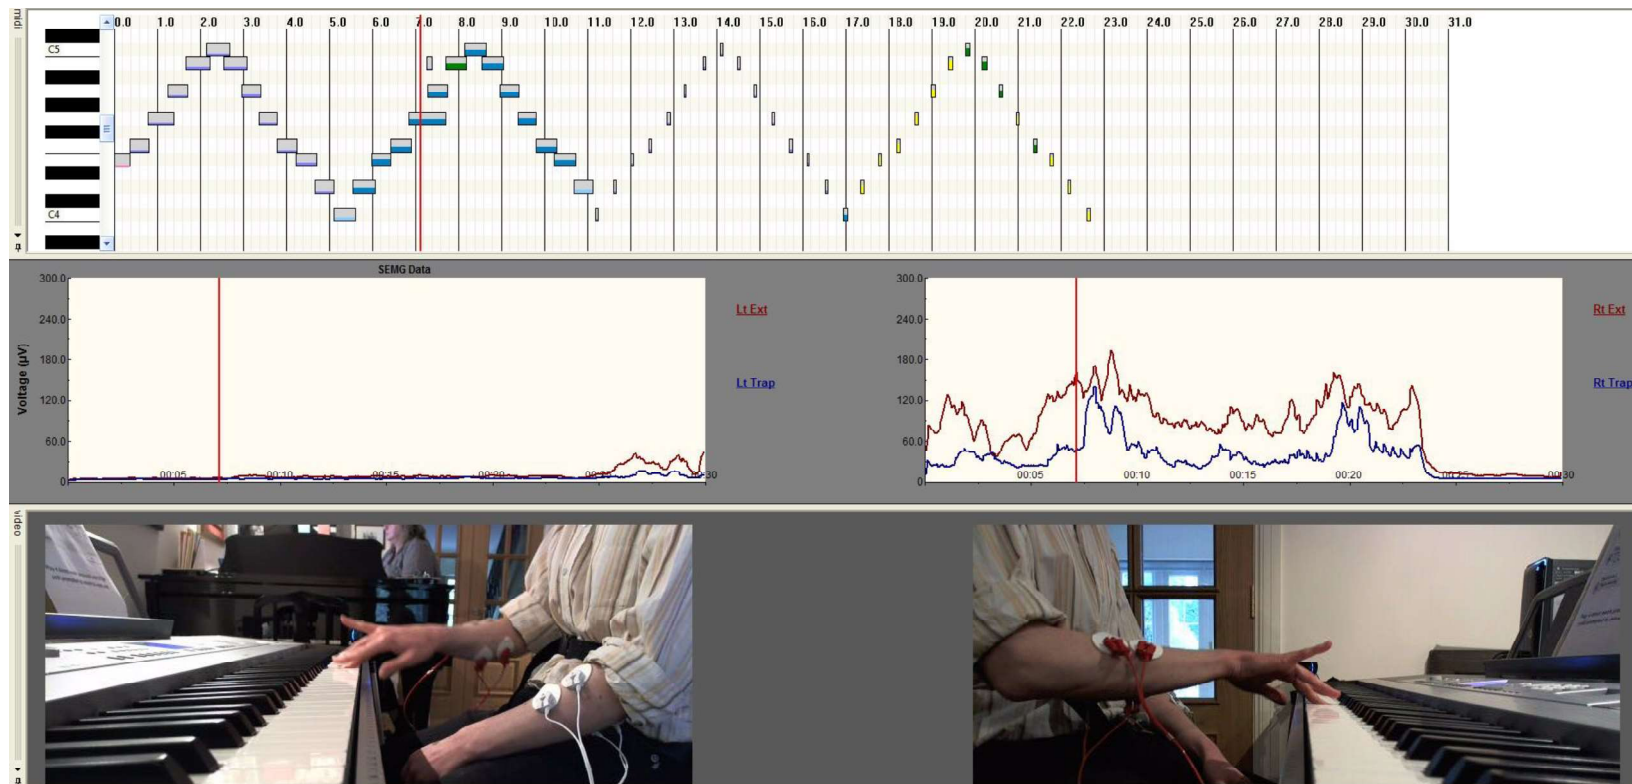 midi
0.0 1.0 2.0 3.0 4.0 5.0 6.0 7.0 8.0 9.0 10.0 11.0 12.0 13.0 14.0 15.0 16.0 17.0 18.0 19.0 20.0 21.0 22.0 23.0 24.0 25.0 26.0 27.0 28.0 29.0 30.0 31.0
C5
C4
SEMG Data
Voltage (µV)
300.0
240.0
180.0
120.0
60.0
0
00:05 00:10 00:15 00:20 00:25 00:30
Lt Ext
Lt Trap
300.0
240.0
180.0
120.0
60.0
0
00:05 00:10 00:15 00:20 00:25 00:30
Rt Ext
Rt Trap
video